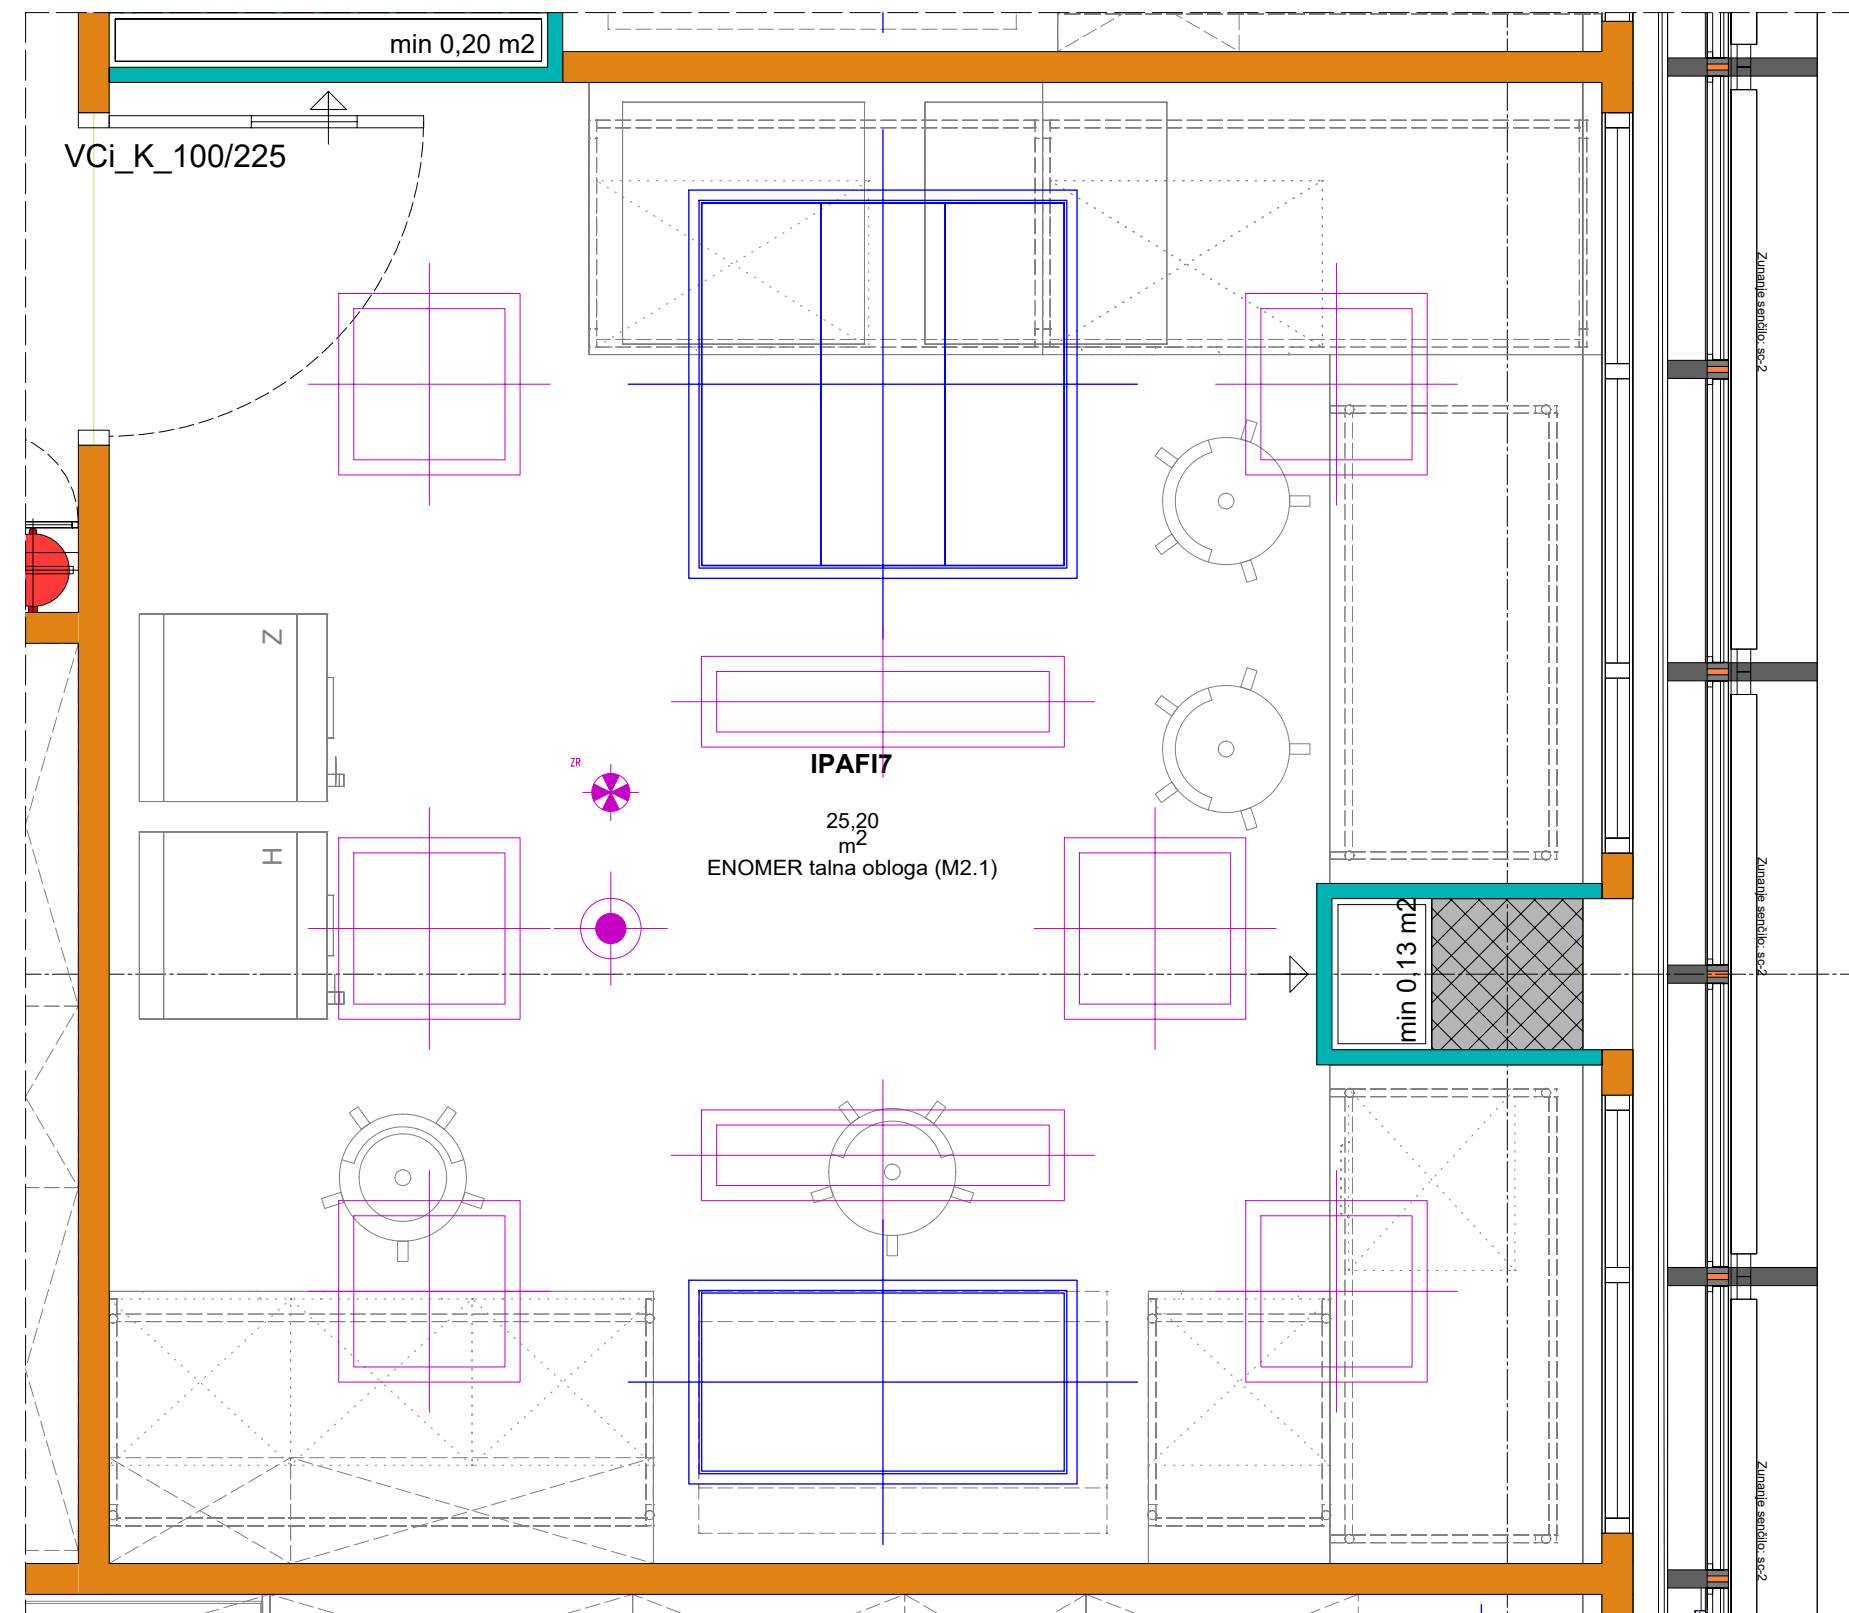 min 0,20 m2
VCi_K_100/225
Zunanje senčilo: sc-2
Z
ZR
IPAFI7
25,20
m2
ENOMER talna obloga (M2.1)
H
min 0,13 m2
Zunanje senčilo: sc-2
Zunanje senčilo: sc-2